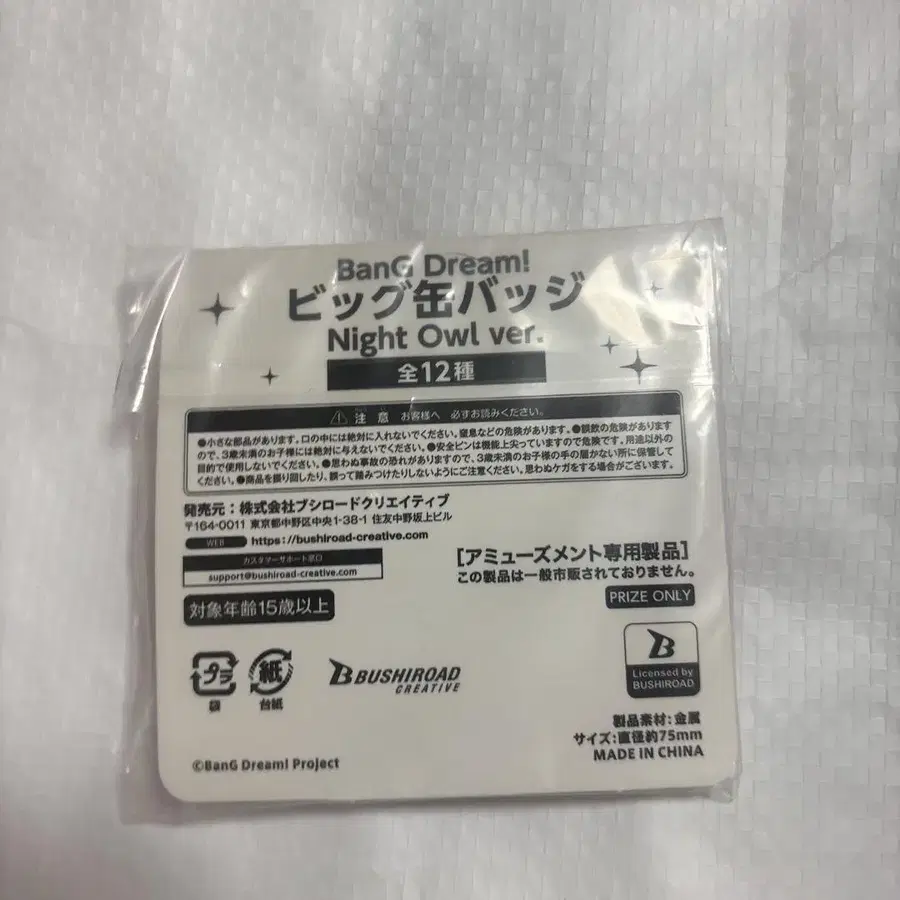 BanG Dream!
ビッグ缶バッジ
Night Owl ver.
全12種
注意 お客様へ 必ずお読みください。
●小さな部品があります。口の中には絶対に入れないでください。窒息などの危険があります。●誤飲の危険があります
ので、3歳未満のお子様には絶対に与えないでください。●安全ピンは機能上尖っていますので危険です。用途以外の
目的で使用しないでください。●思わぬ事故の恐れがありますので、3歳未満のお子様の手の届かない所に保管して
ください。●商品を振り回したり、誤って踏みつけたりしないようにご注意ください。思わぬケガをする場合がございます。
発売元:株式会社ブシロードクリエイティブ
〒164-0011 東京都中野区中央1-38-1 住友中野坂上ビル
WEB https://bushiroad-creative.com
カスタマーサポート窓口
support@bushiroad-creative.com
[アミューズメント専用製品]
この製品は一般市販されておりません。
対象年齢15歳以上
PRIZE ONLY
プラ
袋
紙
台紙
BUSHIROAD
CREATIVE
B
Licensed by
BUSHIROAD
製品素材:金属
サイズ:直径約75mm
MADE IN CHINA
©BanG Dream! Project